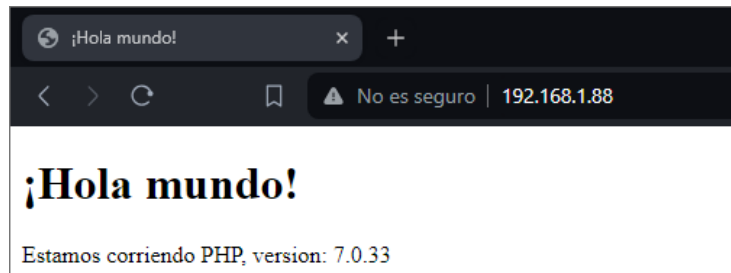 ¡Hola mundo!
No es seguro | 192.168.1.88
¡Hola mundo!
Estamos corriendo PHP, version: 7.0.33